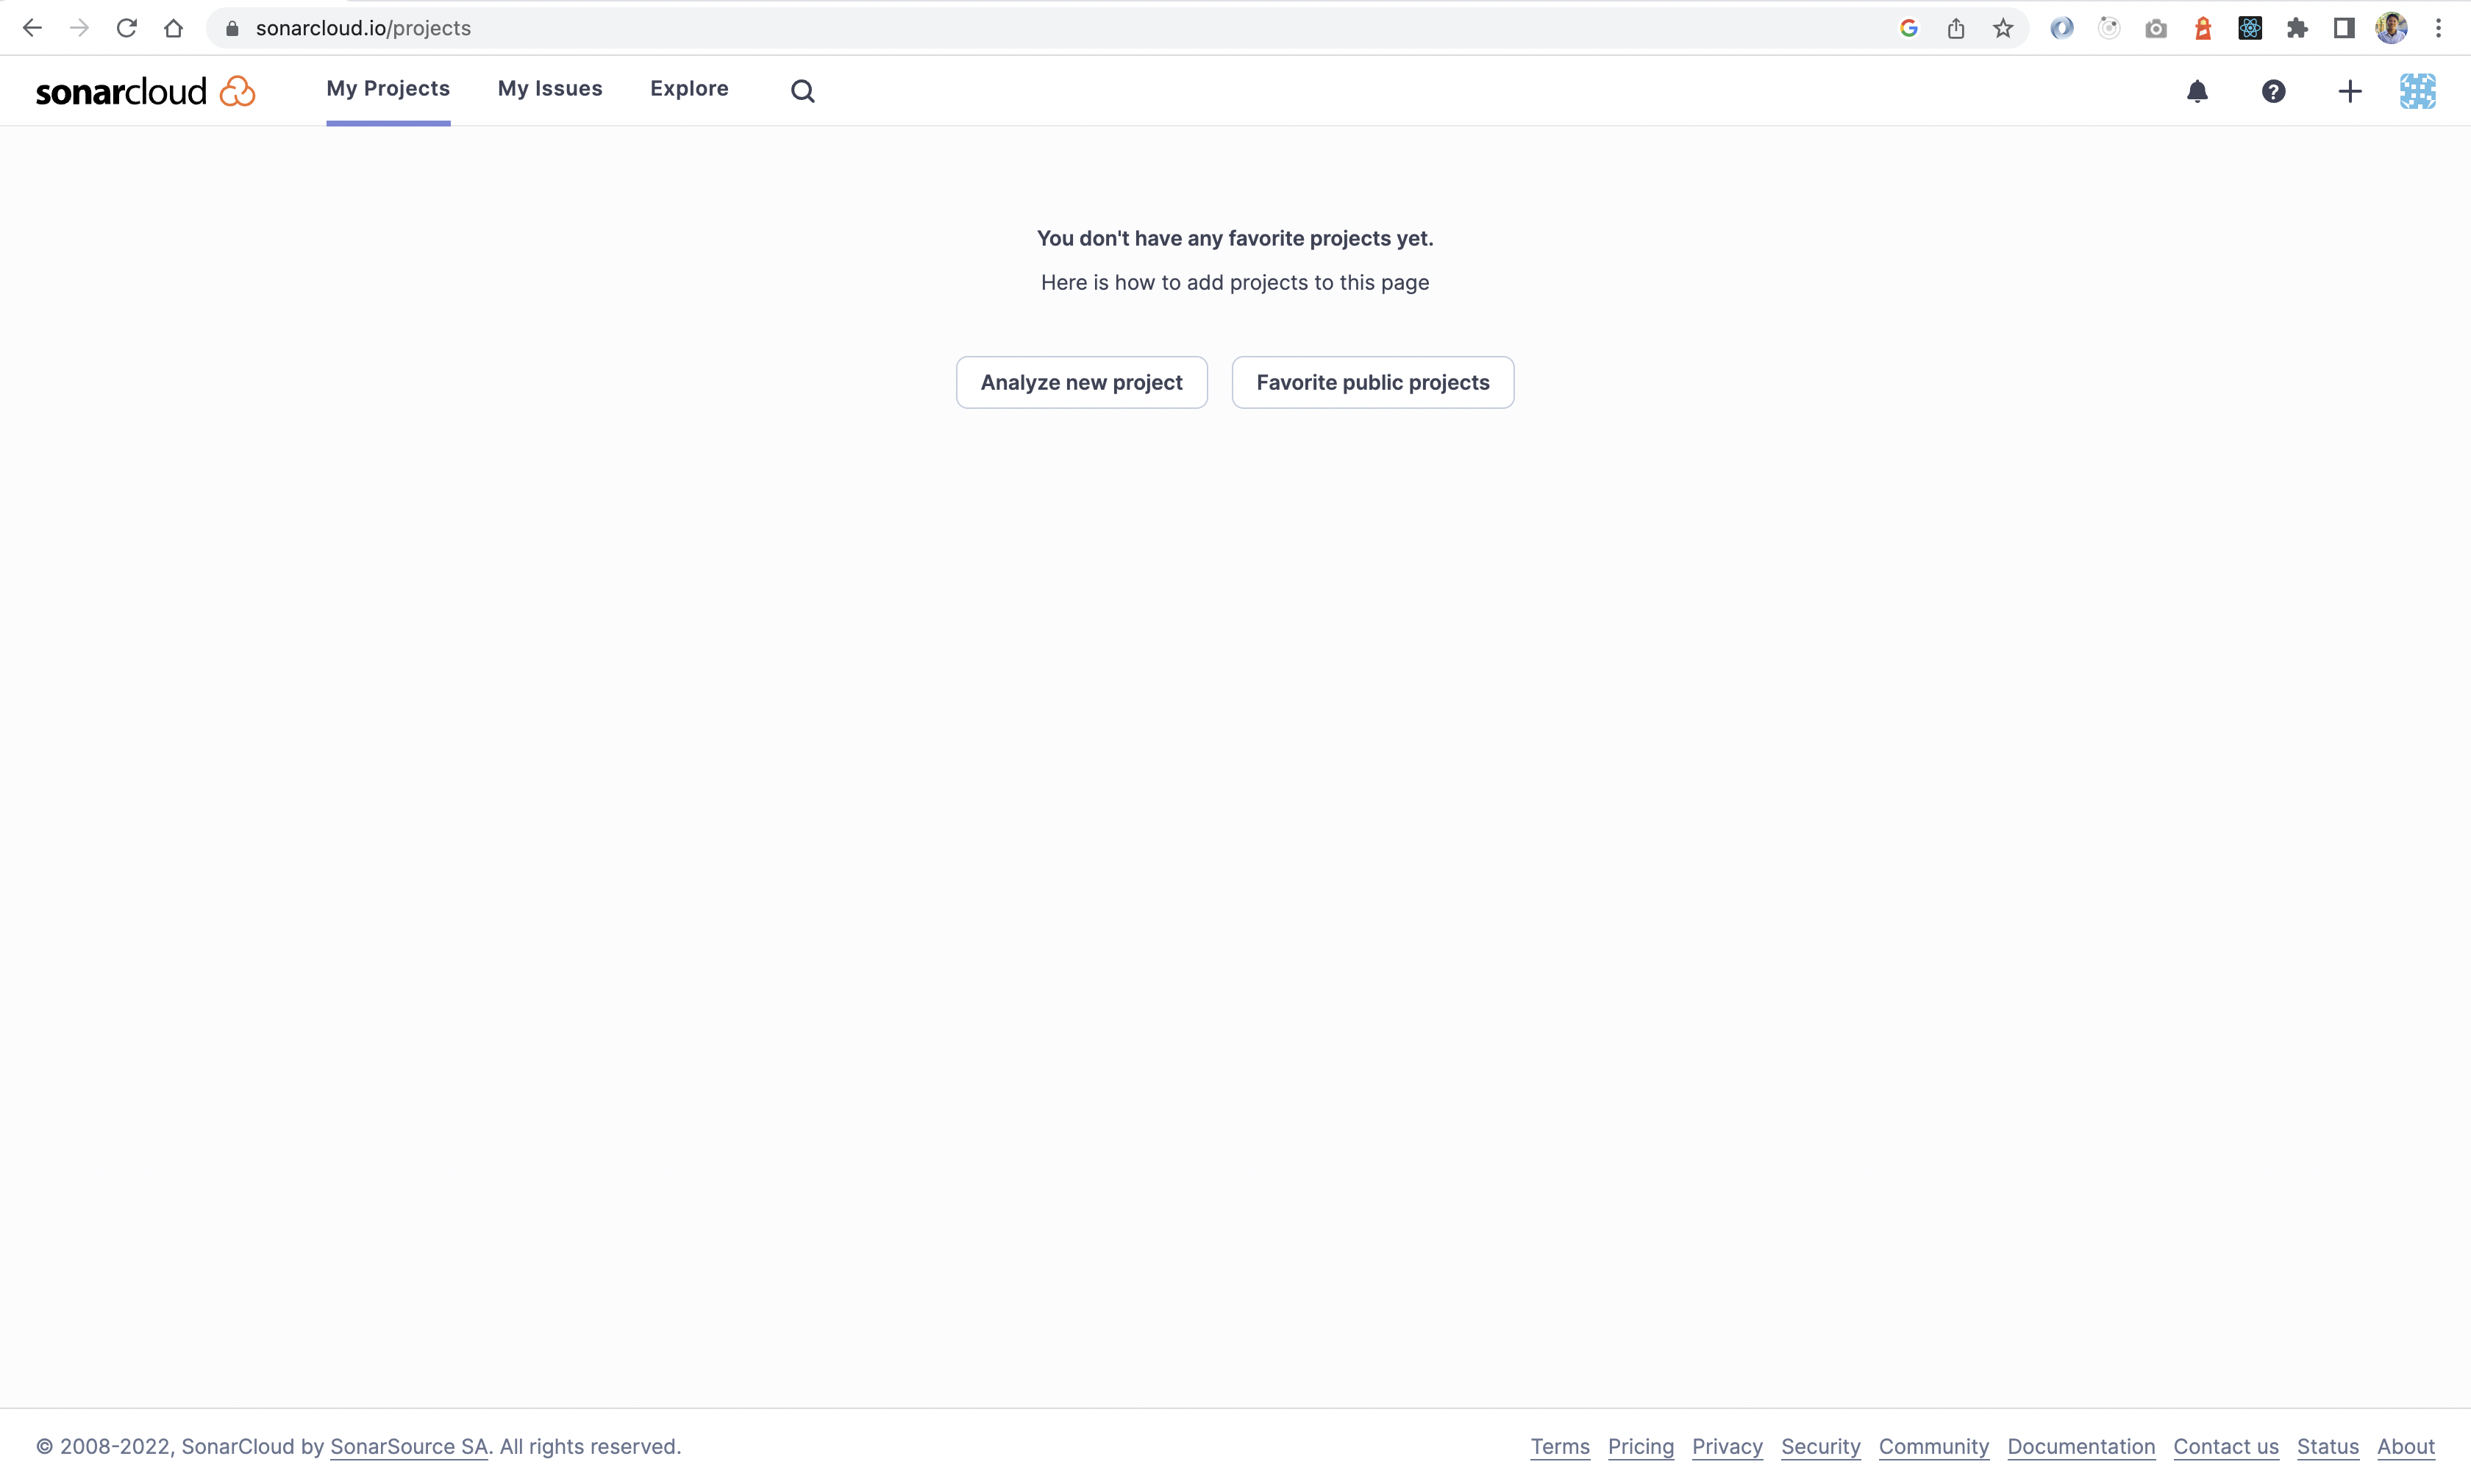 sonarcloud.io/projects
sonarcloud My Projects My Issues Explore
You don't have any favorite projects yet.
Here is how to add projects to this page
Analyze new project Favorite public projects
© 2008-2022, SonarCloud by SonarSource SA. All rights reserved. Terms Pricing Privacy Security Community Documentation Contact us Status About